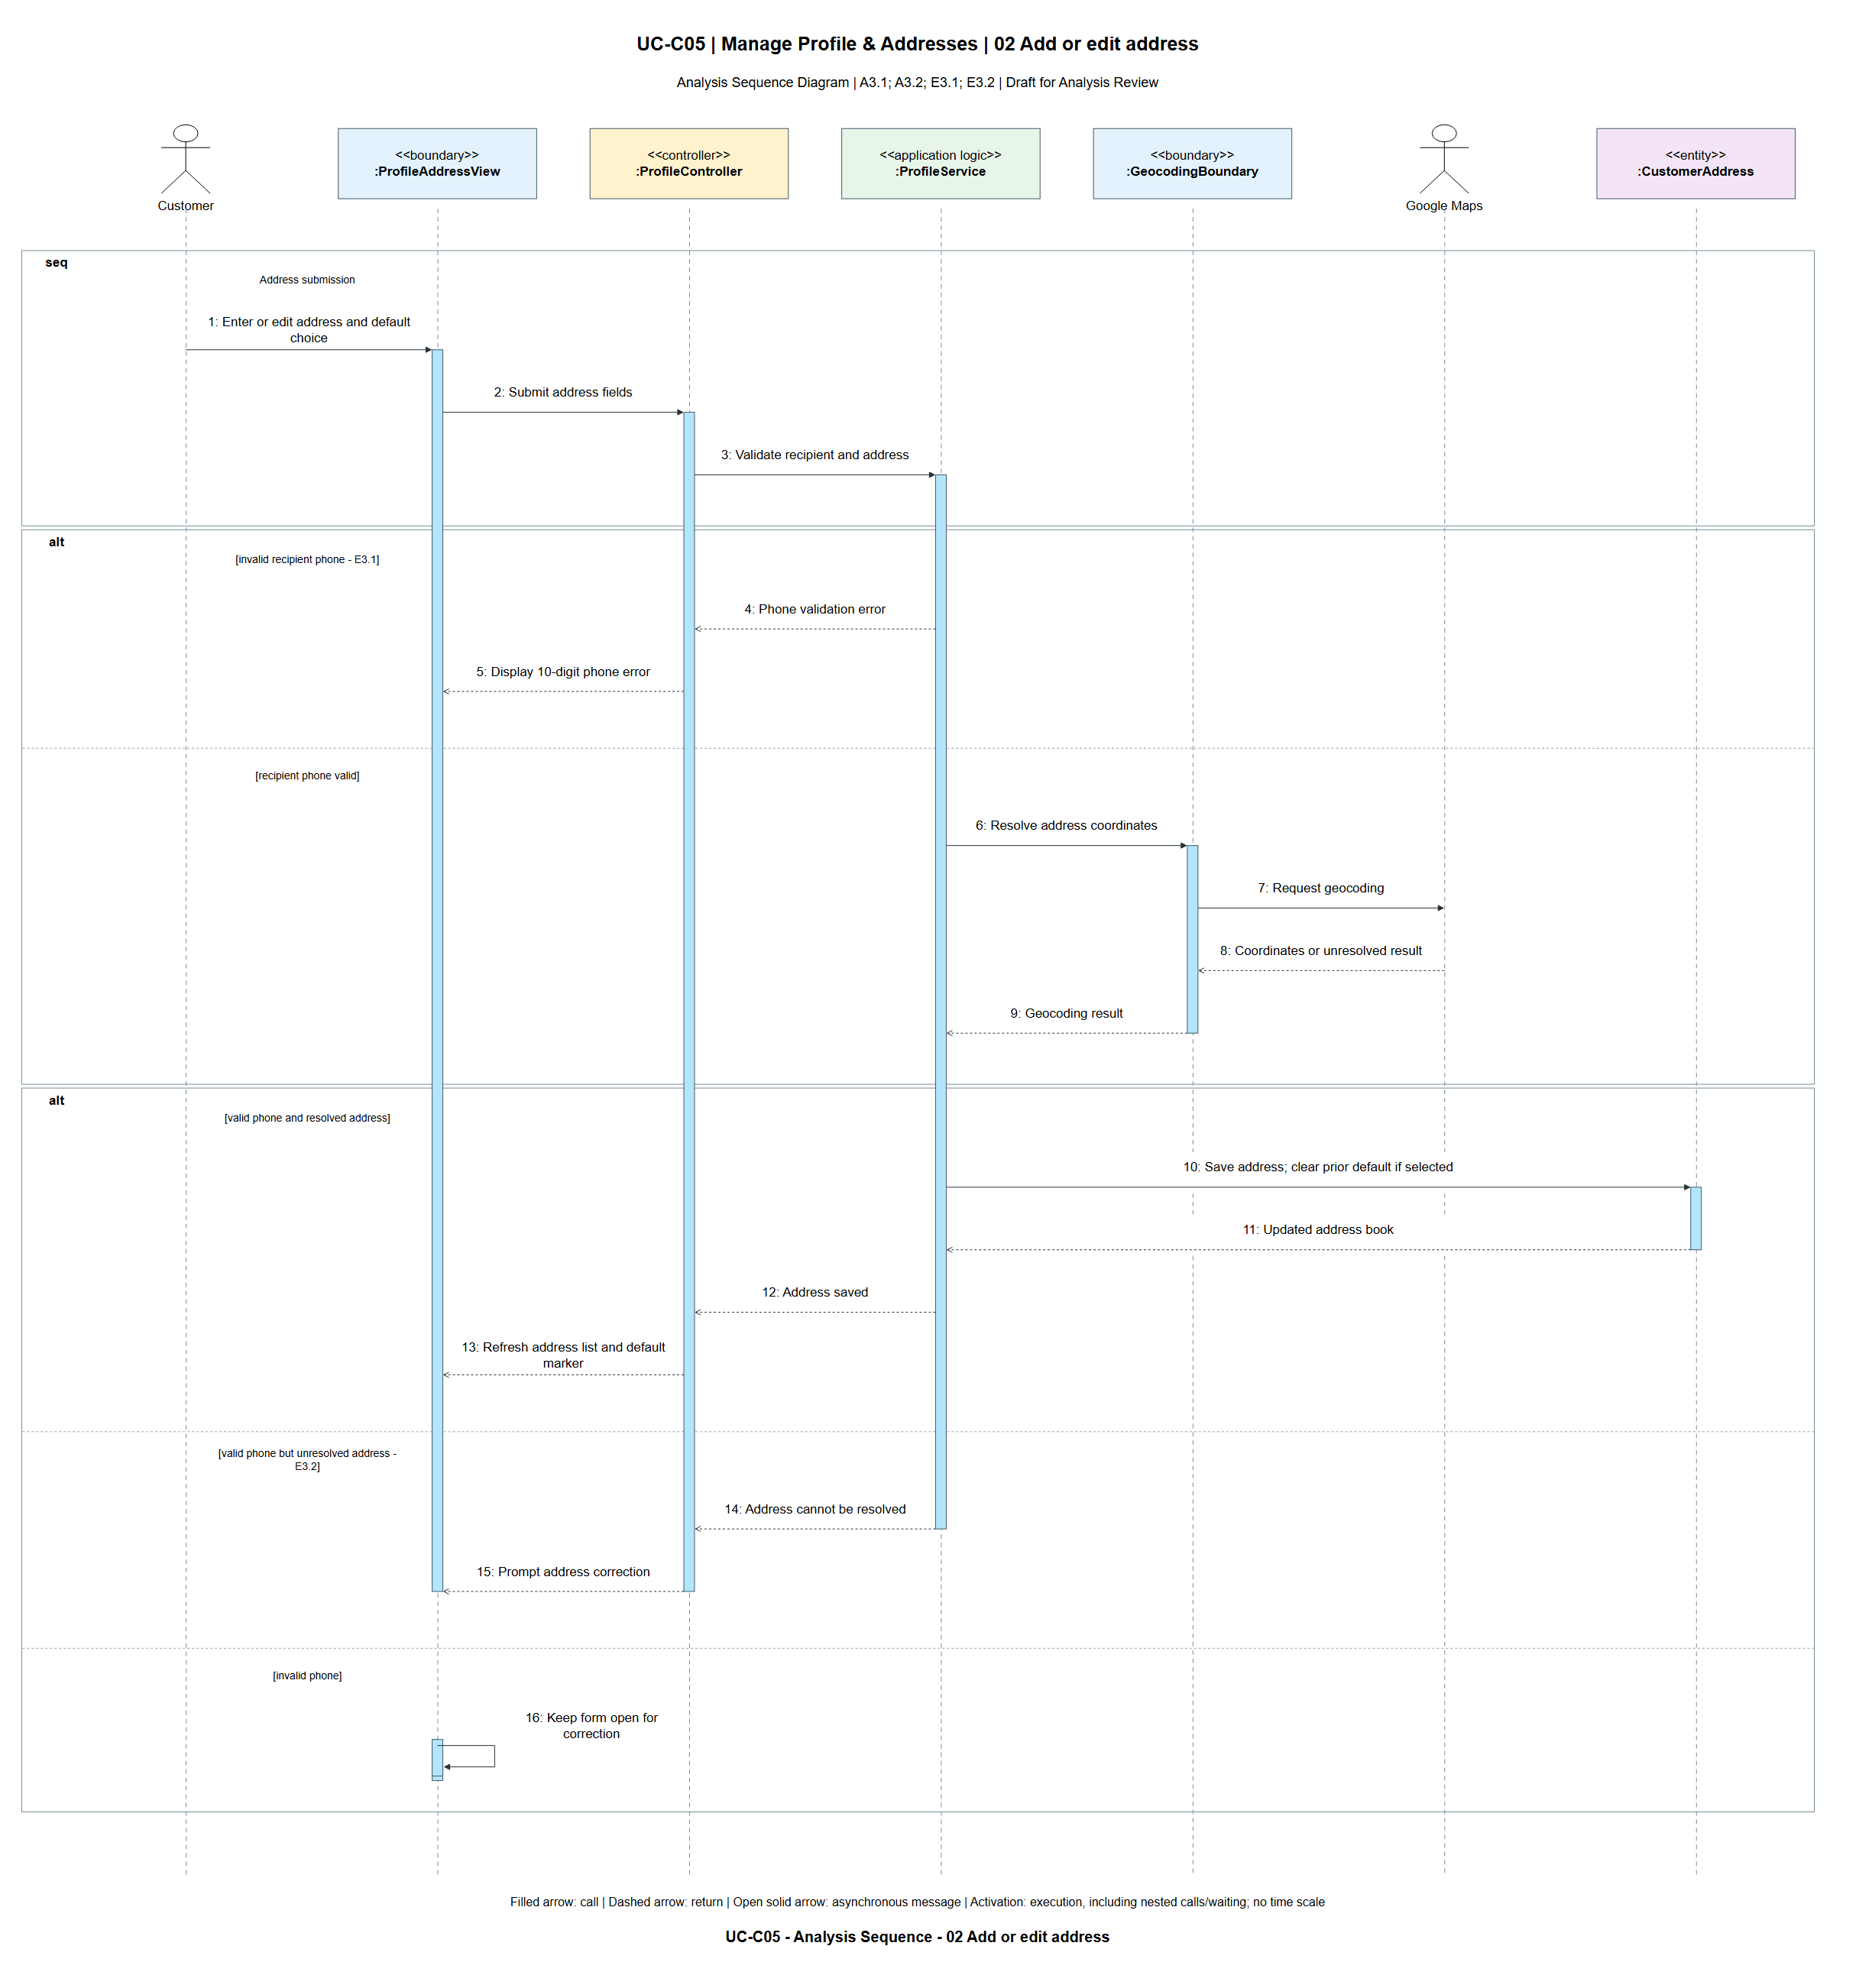 UC-C05 | Manage Profile & Addresses | 02 Add or edit address
Analysis Sequence Diagram | A3.1; A3.2; E3.1; E3.2 | Draft for Analysis Review
Customer
<<boundary>>
:ProfileAddressView
<<controller>>
:ProfileController
<<application logic>>
:ProfileService
<<boundary>>
:GeocodingBoundary
Google Maps
<<entity>>
:CustomerAddress
seq
Address submission
1: Enter or edit address and default
choice
2: Submit address fields
3: Validate recipient and address
alt
[invalid recipient phone - E3.1]
4: Phone validation error
5: Display 10-digit phone error
[recipient phone valid]
6: Resolve address coordinates
7: Request geocoding
8: Coordinates or unresolved result
9: Geocoding result
alt
[valid phone and resolved address]
10: Save address; clear prior default if selected
11: Updated address book
12: Address saved
13: Refresh address list and default
marker
[valid phone but unresolved address -
E3.2]
14: Address cannot be resolved
15: Prompt address correction
[invalid phone]
16: Keep form open for
correction
Filled arrow: call | Dashed arrow: return | Open solid arrow: asynchronous message | Activation: execution, including nested calls/waiting; no time scale
UC-C05 - Analysis Sequence - 02 Add or edit address